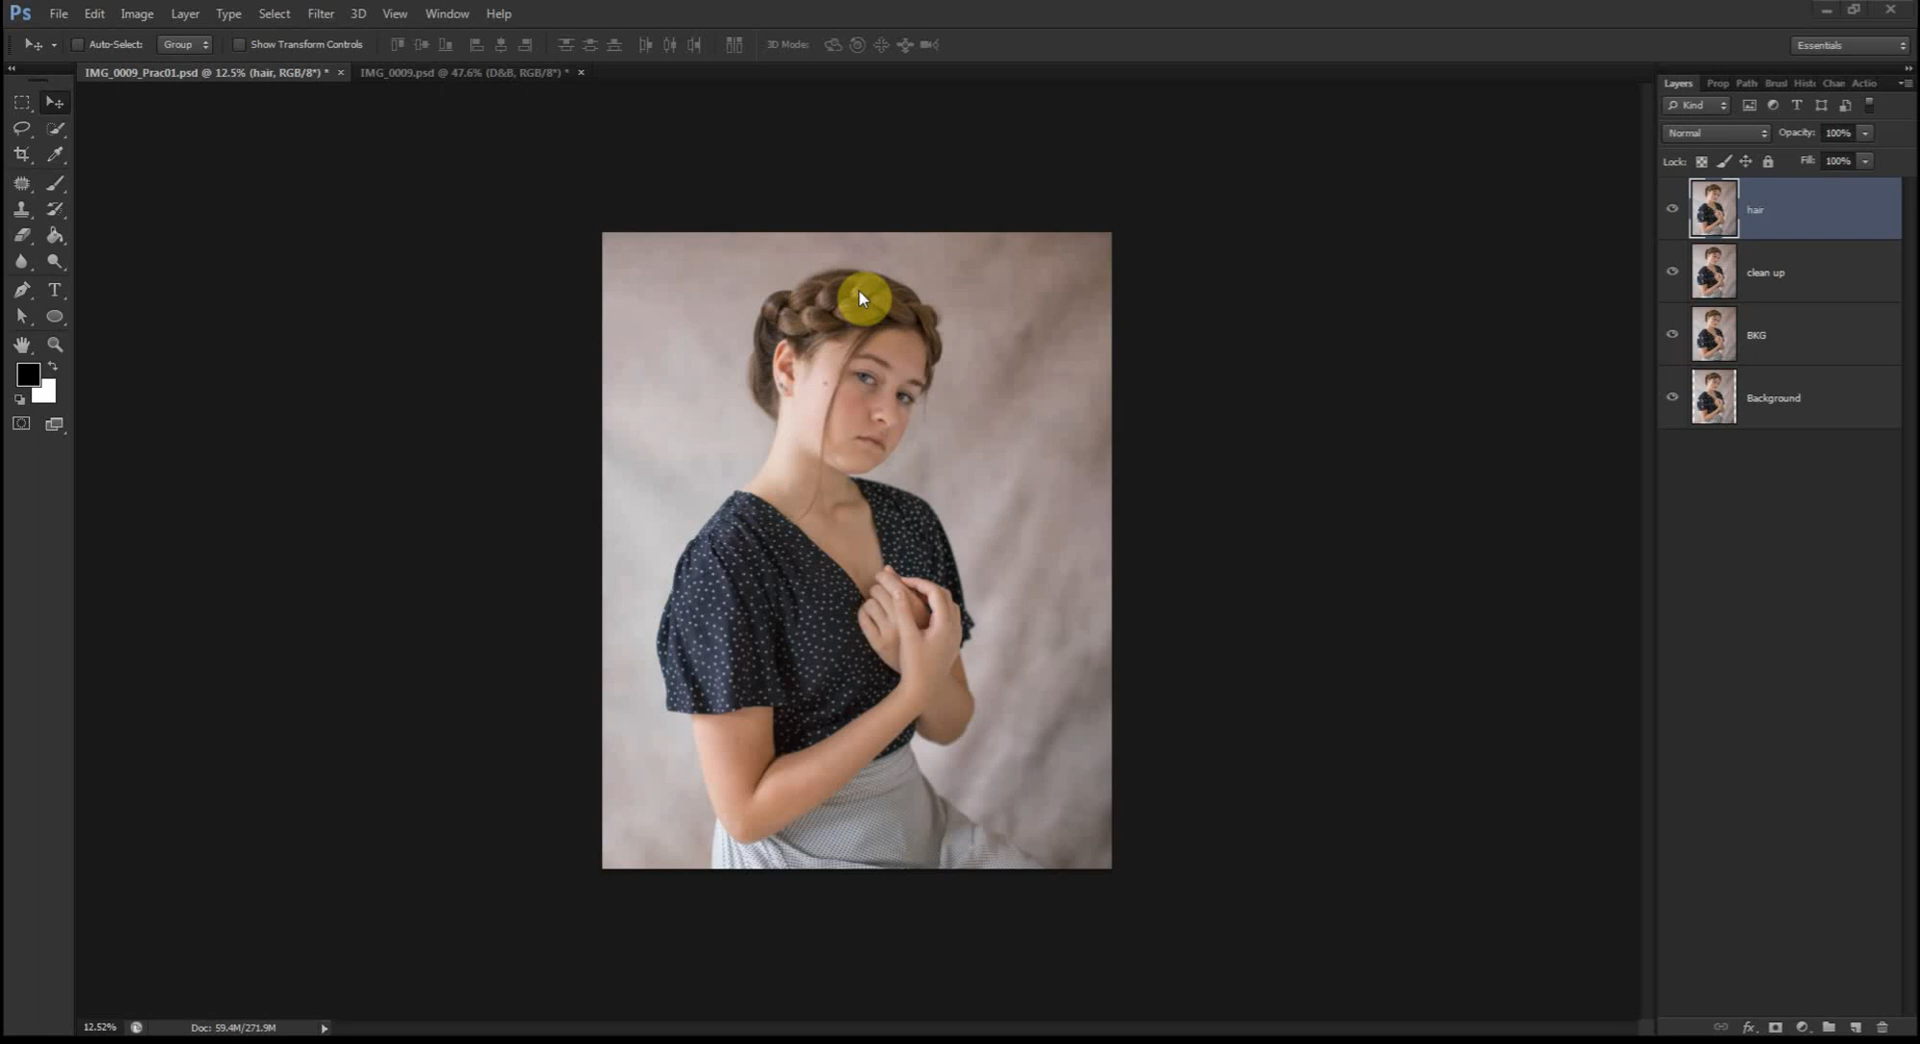 Ps File Edit Image Layer Type Select Filter 3D View Window Help
Auto-Select: Group Show Transform Controls 3D Mode: Essentials
IMG_0009_Prac01.psd @ 12.5% (hair, RGB/8*) * × IMG_0009.psd @ 47.6% (D&B, RGB/8*) * ×
Layers Prop Path Brus Histo Chan Actio
Kind T
Normal Opacity: 100%
Lock: Fill: 100%
hair
clean up
BKG
Background
T
12.52% Doc: 59.4M/271.9M
fx